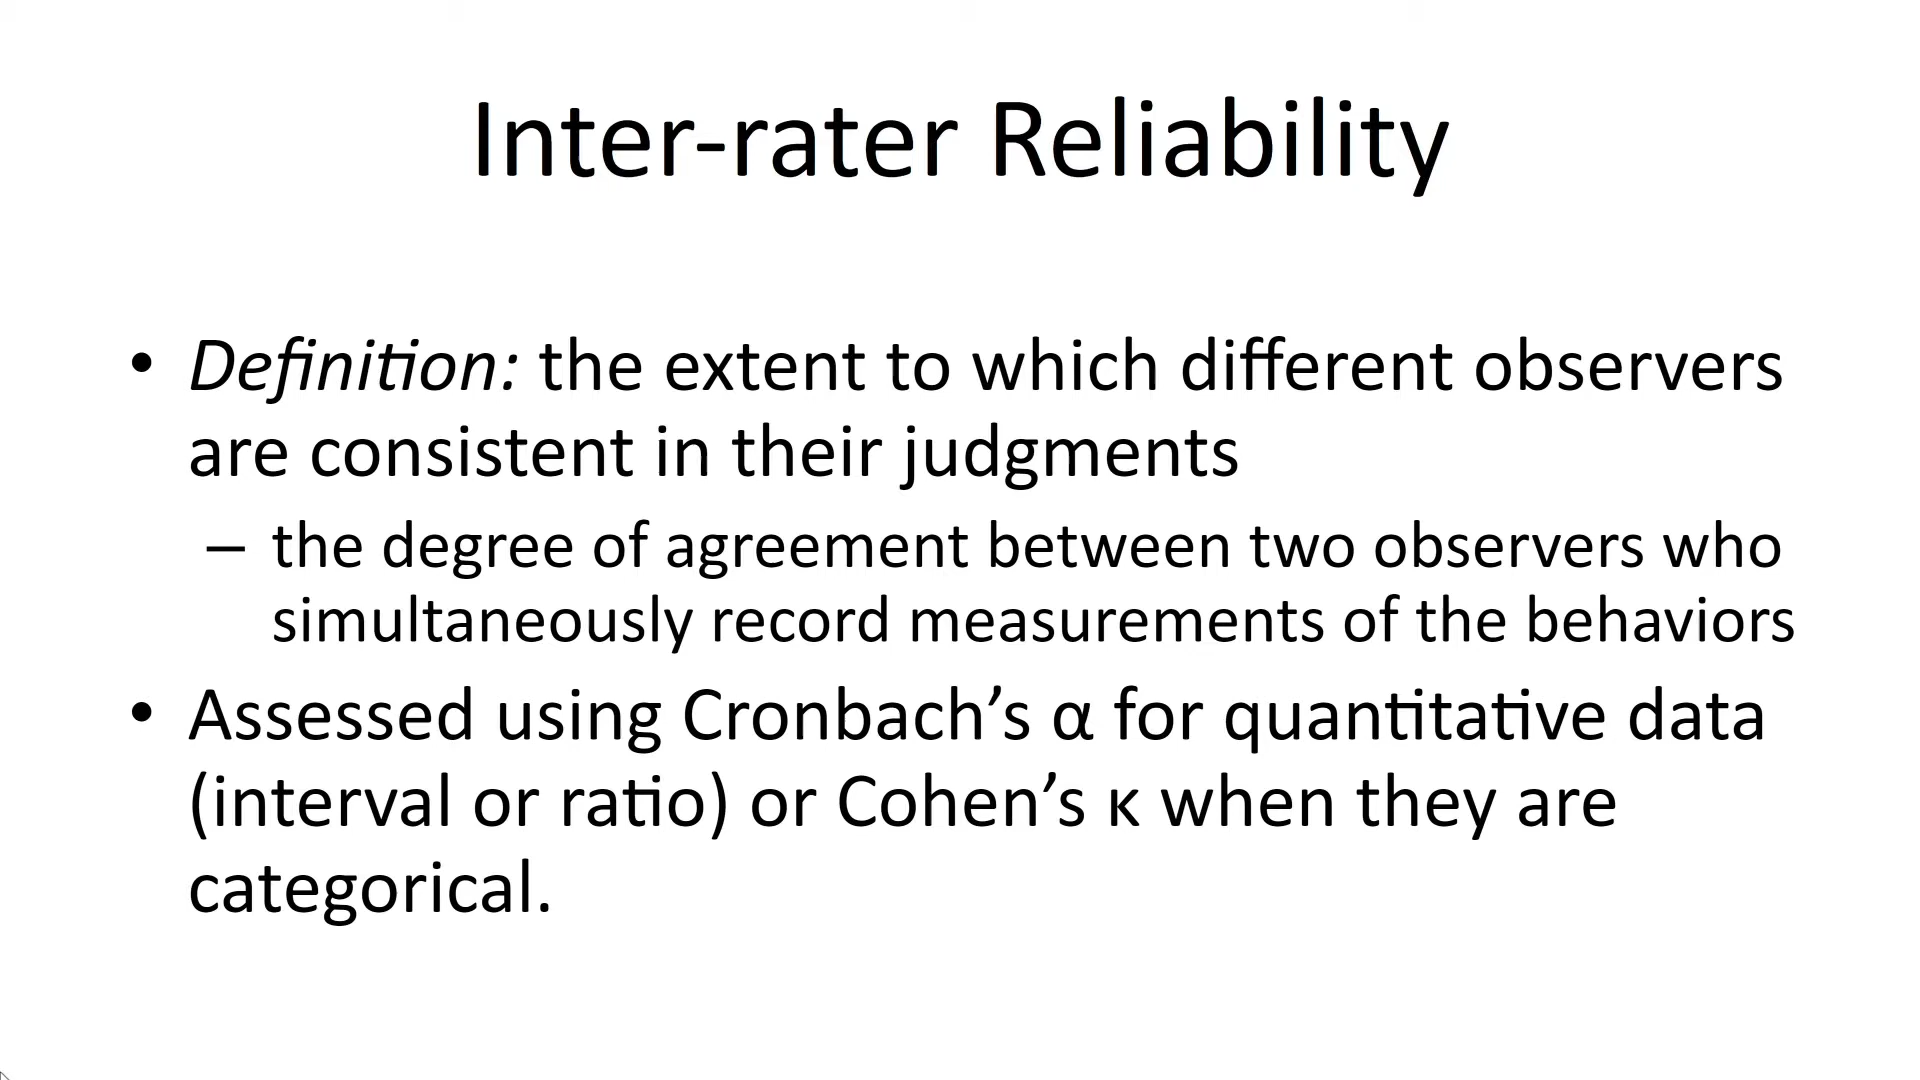 Inter-rater Reliability
• Definition: the extent to which different observers
are consistent in their judgments
– the degree of agreement between two observers who
simultaneously record measurements of the behaviors
• Assessed using Cronbach’s α for quantitative data
(interval or ratio) or Cohen’s κ when they are
categorical.